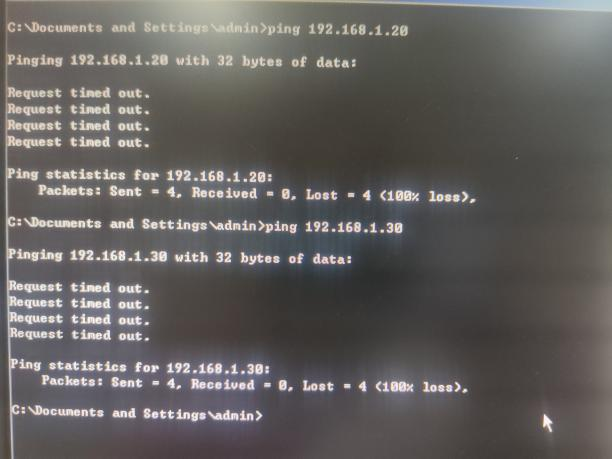 C:\Documents and Settings\admin>ping 192.168.1.20
Pinging 192.168.1.20 with 32 bytes of data:
Request timed out.
Request timed out.
Request timed out.
Request timed out.
Ping statistics for 192.168.1.20:
Packets: Sent = 4, Received = 0, Lost = 4 (100% loss),
C:\Documents and Settings\admin>ping 192.168.1.30
Pinging 192.168.1.30 with 32 bytes of data:
Request timed out.
Request timed out.
Request timed out.
Request timed out.
Ping statistics for 192.168.1.30:
Packets: Sent = 4, Received = 0, Lost = 4 (100% loss),
C:\Documents and Settings\admin>